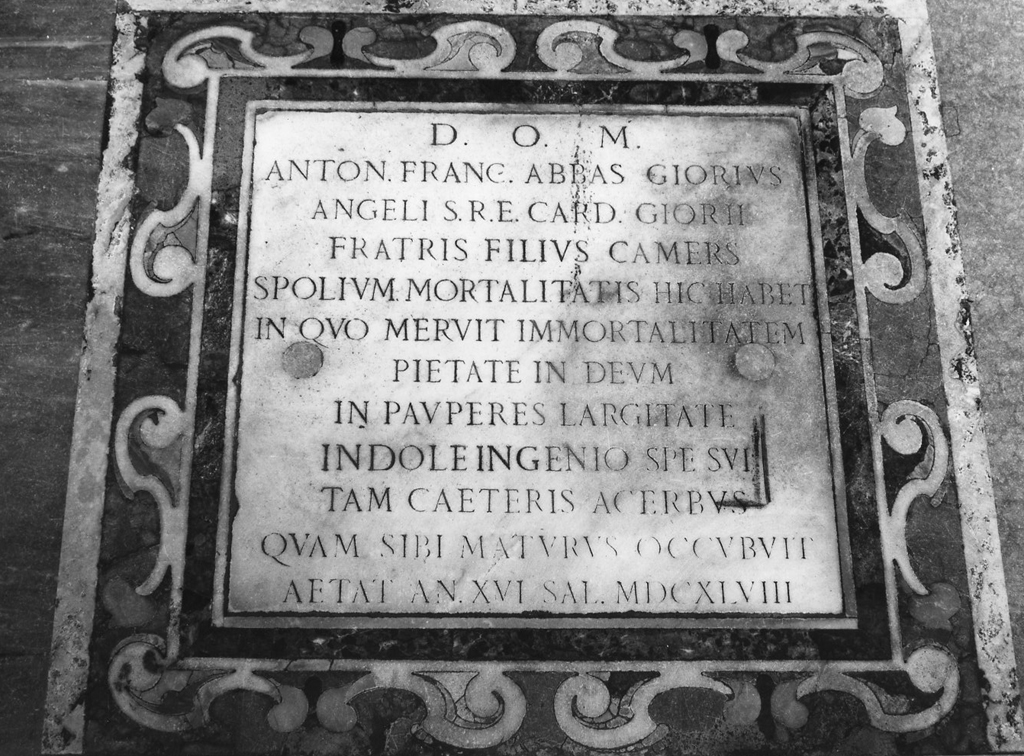 D. O. M.
ANTON. FRANC. ABBAS GIORIVS
ANGELI S.R.E. CARD. GIORII
FRATRIS FILIVS CAMERS
SPOLIVM MORTALITATIS HIC HABET
IN QVO MERVIT IMMORTALITATEM
PIETATE IN DEVM
IN PAVPERES LARGITATE
INDOLE INGENIO SPE SVI
TAM CAETERIS ACERBVS
QVAM SIBI MATVRVS OCCVBVIT
AETAT AN. XVI SAL. MDCXLVIII